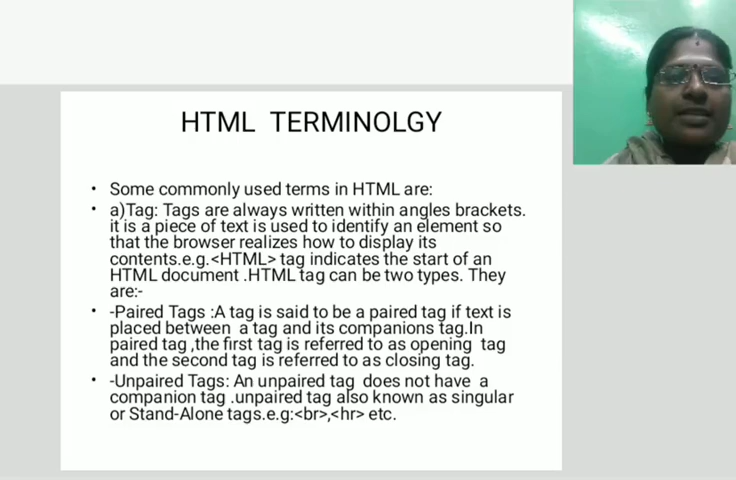 HTML TERMINOLGY
• Some commonly used terms in HTML are:
• a)Tag: Tags are always written within angles brackets.
it is a piece of text is used to identify an element so
that the browser realizes how to display its
contents.e.g.<HTML> tag indicates the start of an
HTML document .HTML tag can be two types. They
are:-
• -Paired Tags :A tag is said to be a paired tag if text is
placed between a tag and its companions tag.In
paired tag ,the first tag is referred to as opening tag
and the second tag is referred to as closing tag.
• -Unpaired Tags: An unpaired tag does not have a
companion tag .unpaired tag also known as singular
or Stand-Alone tags.e.g:<br>,<hr> etc.